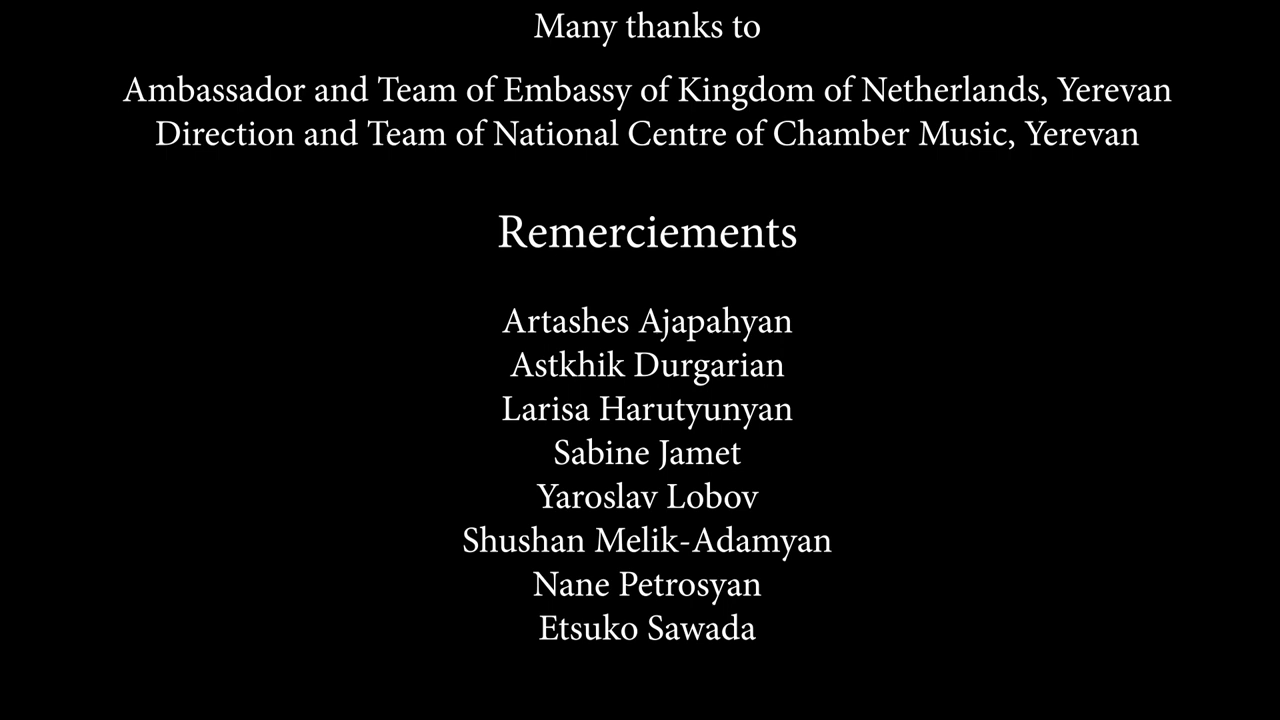 Many thanks to
Ambassador and Team of Embassy of Kingdom of Netherlands, Yerevan
Direction and Team of National Centre of Chamber Music, Yerevan
Remerciements
Artashes Ajapahyan
Astkhik Durgarian
Larisa Harutyunyan
Sabine Jamet
Yaroslav Lobov
Shushan Melik-Adamyan
Nane Petrosyan
Etsuko Sawada